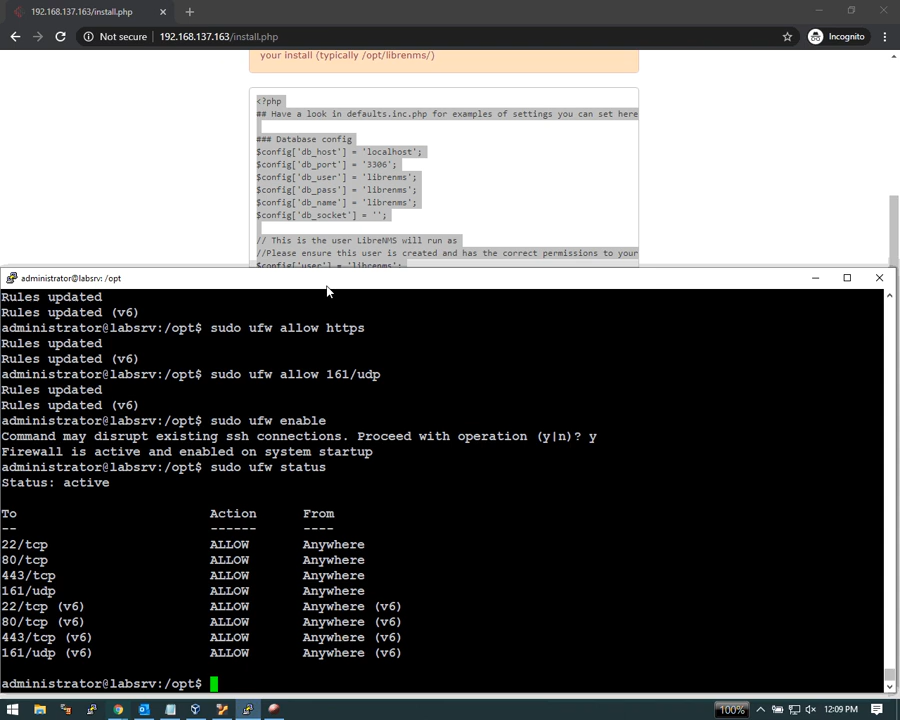 192.168.137.163/install.php
Not secure
192.168.137.163/install.php
Incognito
your install (typically /opt/librenms/)
<?php
## Have a look in defaults.inc.php for examples of settings you can set here
### Database config
$config['db_host'] = 'localhost';
$config['db_port'] = '3306';
$config['db_user'] = 'librenms';
$config['db_pass'] = 'librenms';
$config['db_name'] = 'librenms';
$config['db_socket'] = '';
// This is the user LibreNMS will run as
//Please ensure this user is created and has the correct permissions to your
$config['user'] = 'librenms';
administrator@labsrv: /opt
Rules updated
Rules updated (v6)
administrator@labsrv:/opt$ sudo ufw allow https
Rules updated
Rules updated (v6)
administrator@labsrv:/opt$ sudo ufw allow 161/udp
Rules updated
Rules updated (v6)
administrator@labsrv:/opt$ sudo ufw enable
Command may disrupt existing ssh connections. Proceed with operation (y|n)? y
Firewall is active and enabled on system startup
administrator@labsrv:/opt$ sudo ufw status
Status: active
To Action From
-- ------ ----
22/tcp ALLOW Anywhere
80/tcp ALLOW Anywhere
443/tcp ALLOW Anywhere
161/udp ALLOW Anywhere
22/tcp (v6) ALLOW Anywhere (v6)
80/tcp (v6) ALLOW Anywhere (v6)
443/tcp (v6) ALLOW Anywhere (v6)
161/udp (v6) ALLOW Anywhere (v6)
administrator@labsrv:/opt$
100%
12:09 PM